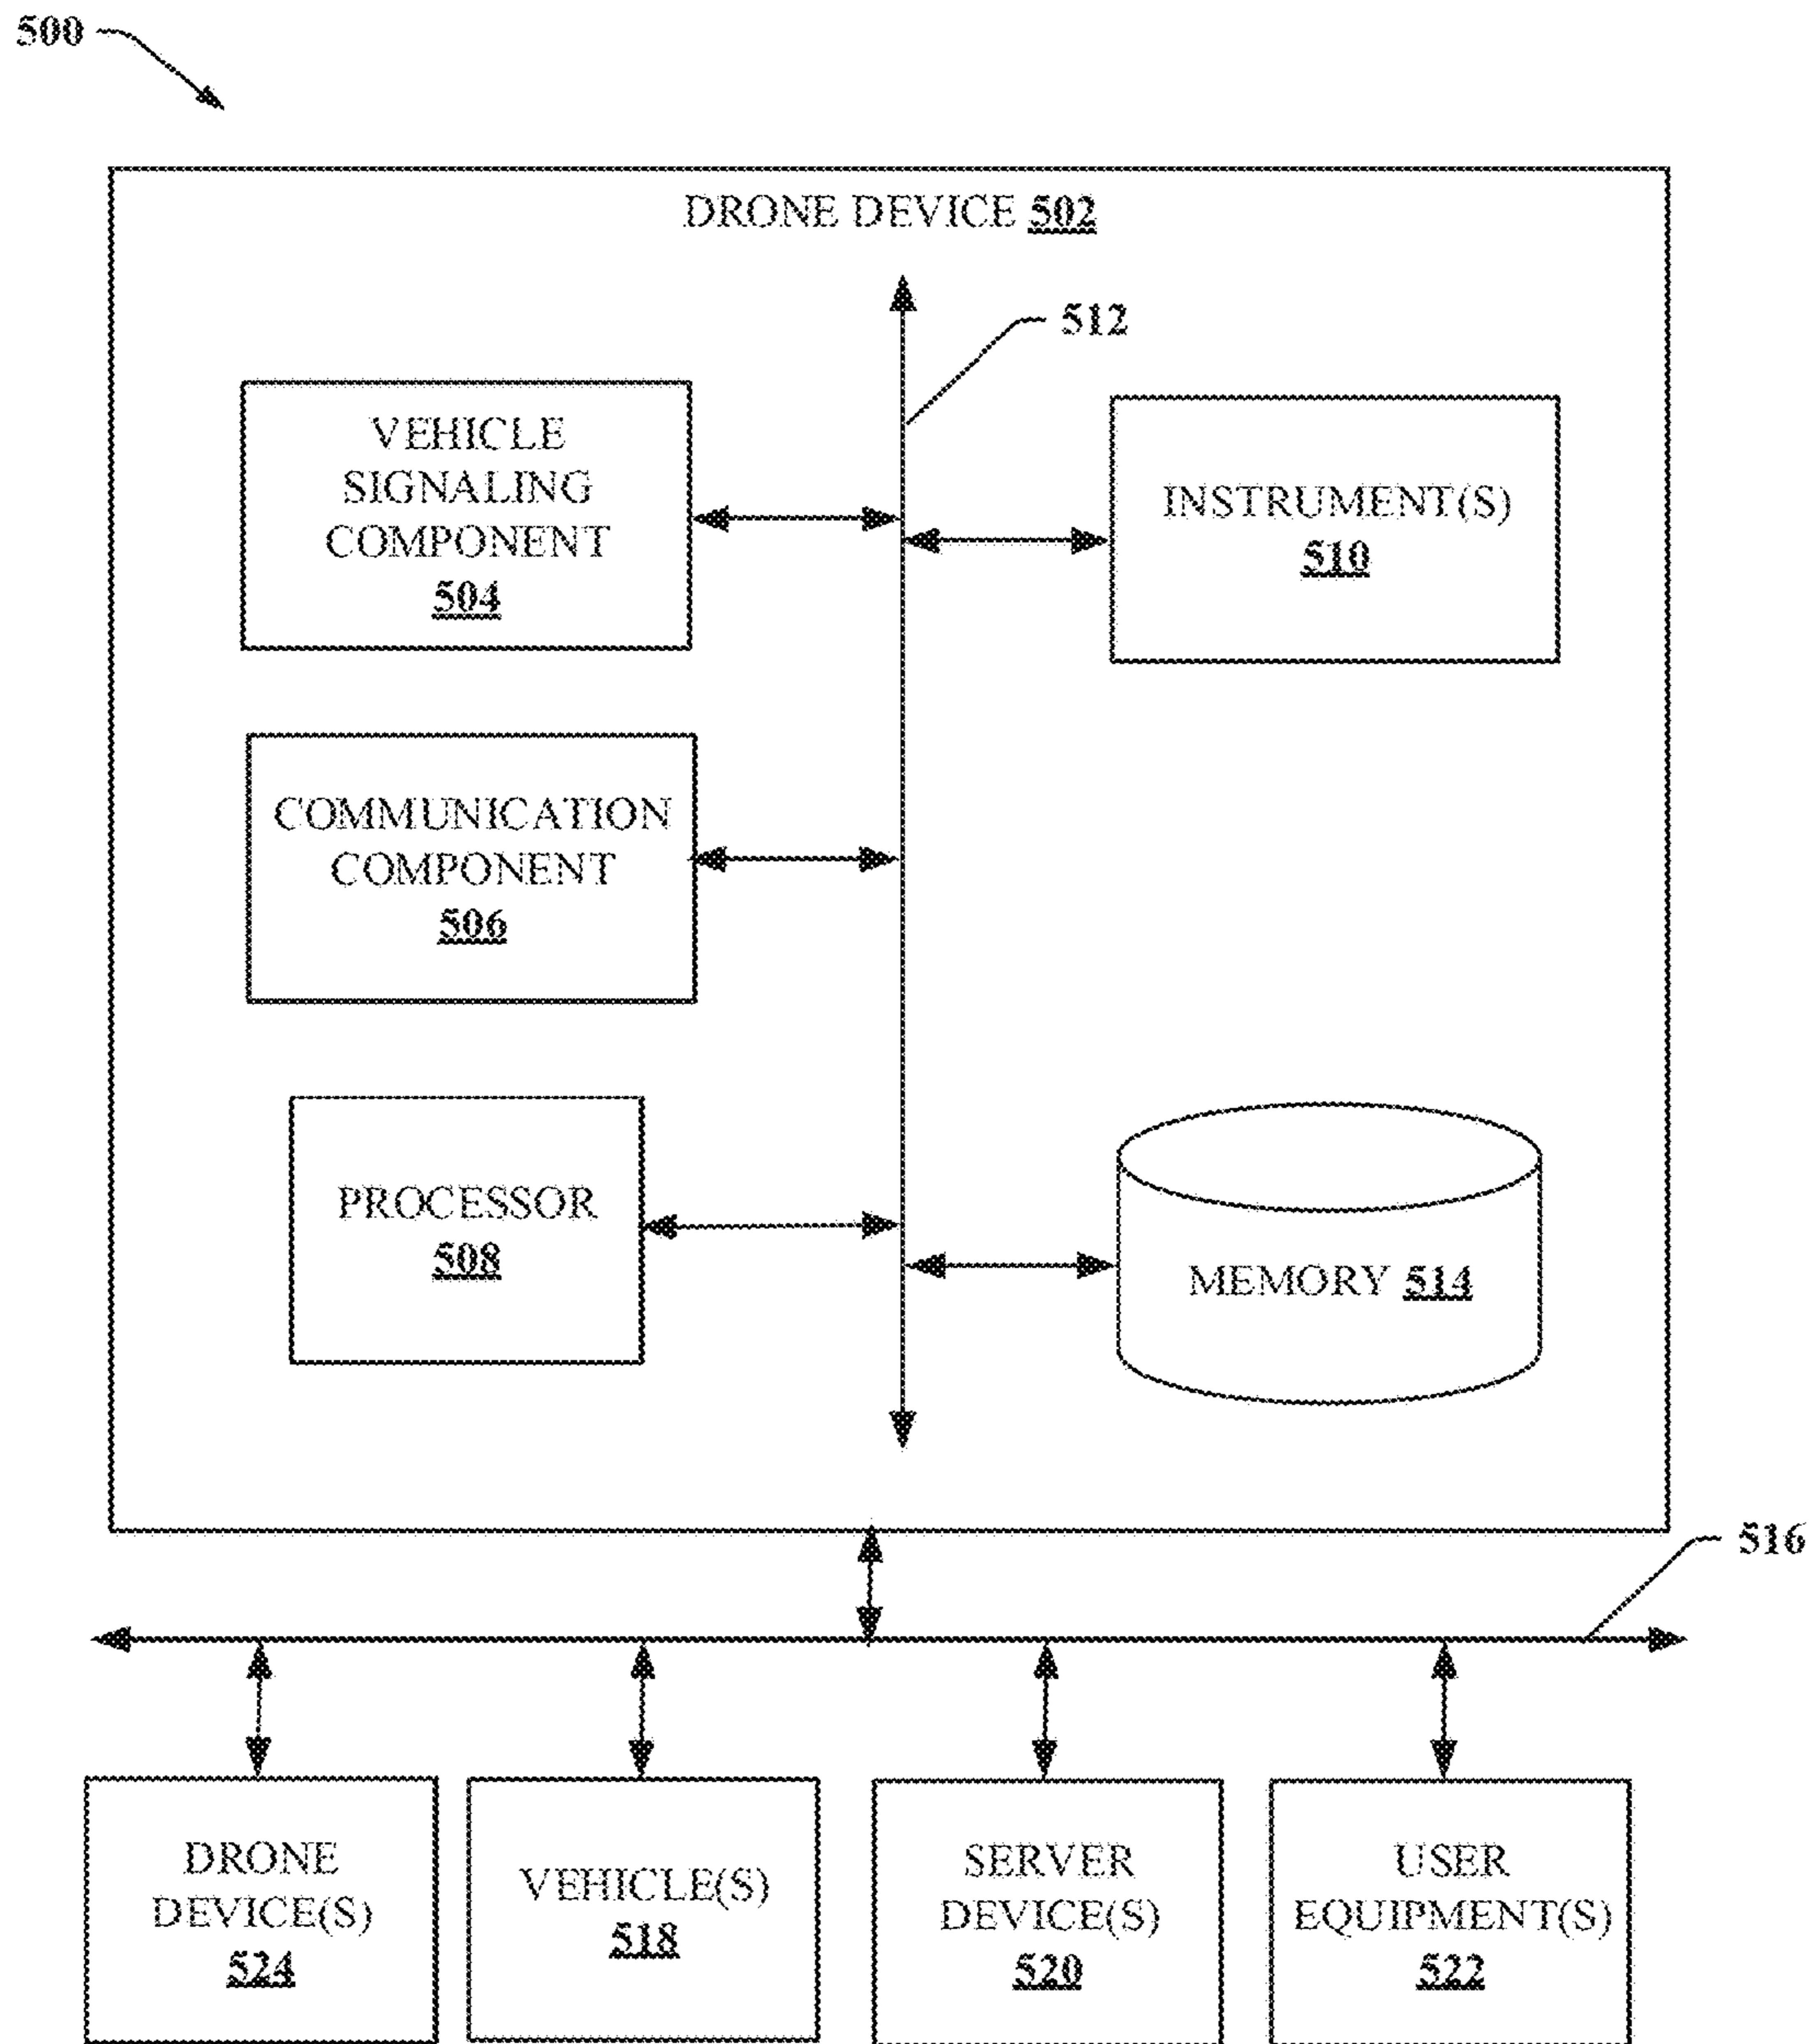 500
DRONE DEVICE 502
512
VEHICLE
SIGNALING
COMPONENT
504
INSTRUMENT(S)
510
COMMUNICATION
COMPONENT
506
PROCESSOR
508
MEMORY 514
516
DRONE
DEVICE(S)
524
VEHICLE(S)
518
SERVER
DEVICE(S)
520
USER
EQUIPMENT(S)
522